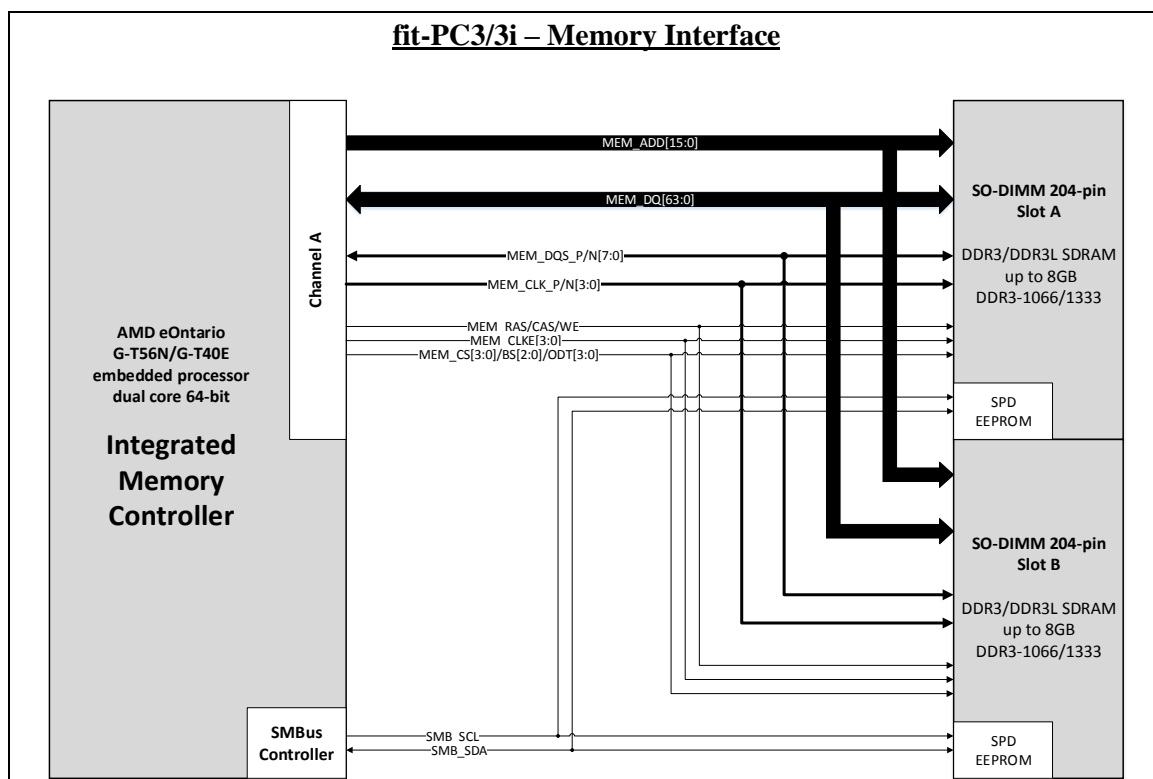 fit-PC3/3i – Memory Interface
Channel A
AMD eOntario
G-T56N/G-T40E
embedded processor
dual core 64-bit
Integrated
Memory
Controller
SMBus
Controller
MEM_ADD[15:0]
MEM_DQ[63:0]
MEM_DQS_P/N[7:0]
MEM_CLK_P/N[3:0]
MEM_RAS/CAS/WE
MEM_CLKE[3:0]
MEM_CS[3:0]/BS[2:0]/ODT[3:0]
SMB_SCL
SMB_SDA
SO-DIMM 204-pin
Slot A
DDR3/DDR3L SDRAM
up to 8GB
DDR3-1066/1333
SPD
EEPROM
SO-DIMM 204-pin
Slot B
DDR3/DDR3L SDRAM
up to 8GB
DDR3-1066/1333
SPD
EEPROM